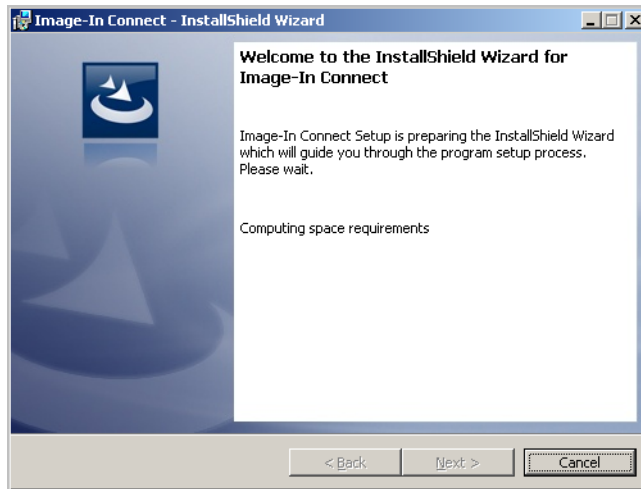 Image-In Connect - InstallShield Wizard
Welcome to the InstallShield Wizard for
Image-In Connect
Image-In Connect Setup is preparing the InstallShield Wizard
which will guide you through the program setup process.
Please wait.
Computing space requirements
< Back
Next >
Cancel